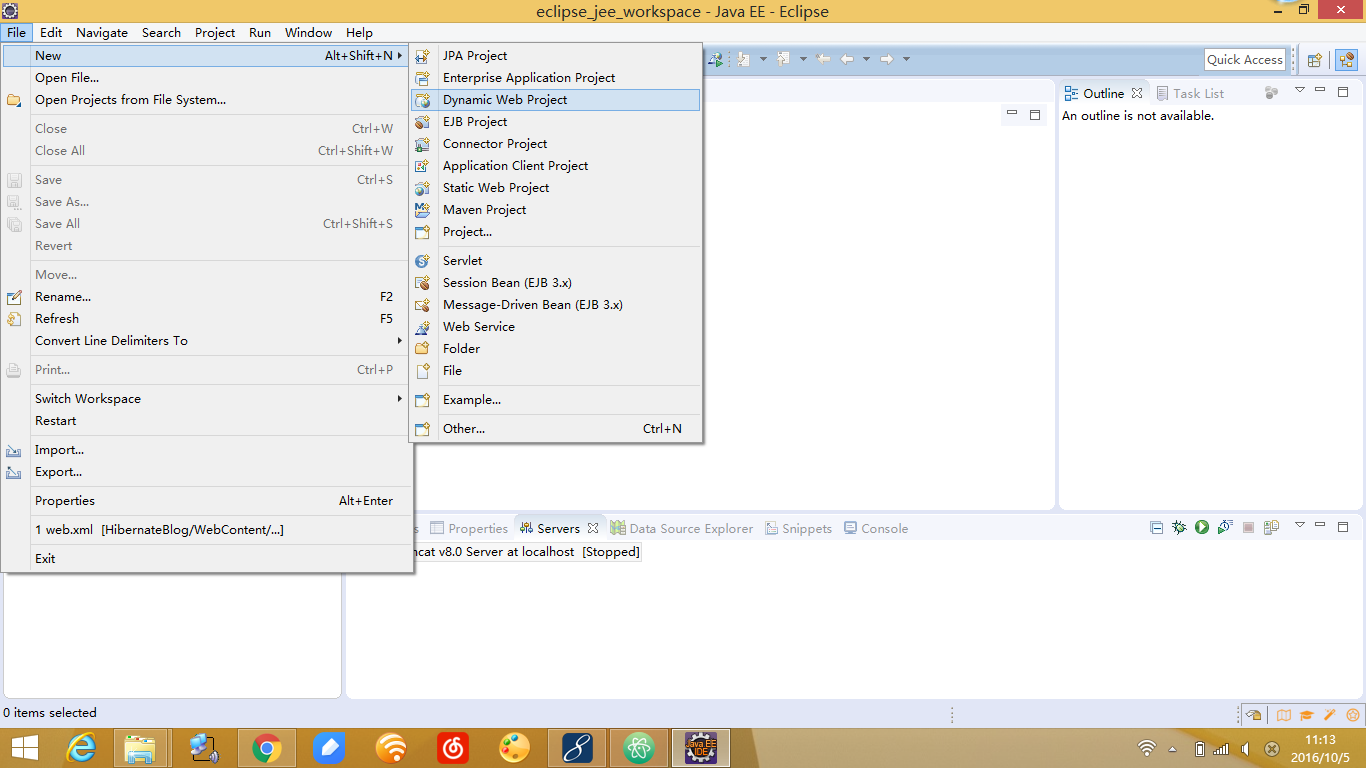 eclipse_jee_workspace - Java EE - Eclipse
File Edit Navigate Search Project Run Window Help
New Alt+Shift+N
Open File...
Open Projects from File System...
Close Ctrl+W
Close All Ctrl+Shift+W
Save Ctrl+S
Save As...
Save All Ctrl+Shift+S
Revert
Move...
Rename... F2
Refresh F5
Convert Line Delimiters To
Print... Ctrl+P
Switch Workspace
Restart
Import...
Export...
Properties Alt+Enter
1 web.xml [HibernateBlog/WebContent/...]
Exit
JPA Project
Enterprise Application Project
Dynamic Web Project
EJB Project
Connector Project
Application Client Project
Static Web Project
Maven Project
Project...
Servlet
Session Bean (EJB 3.x)
Message-Driven Bean (EJB 3.x)
Web Service
Folder
File
Example...
Other... Ctrl+N
Quick Access
Outline Task List
An outline is not available.
Properties Servers Data Source Explorer Snippets Console
v8.0 Server at localhost [Stopped]
0 items selected
Java EE
IDE
11:13
2016/10/5